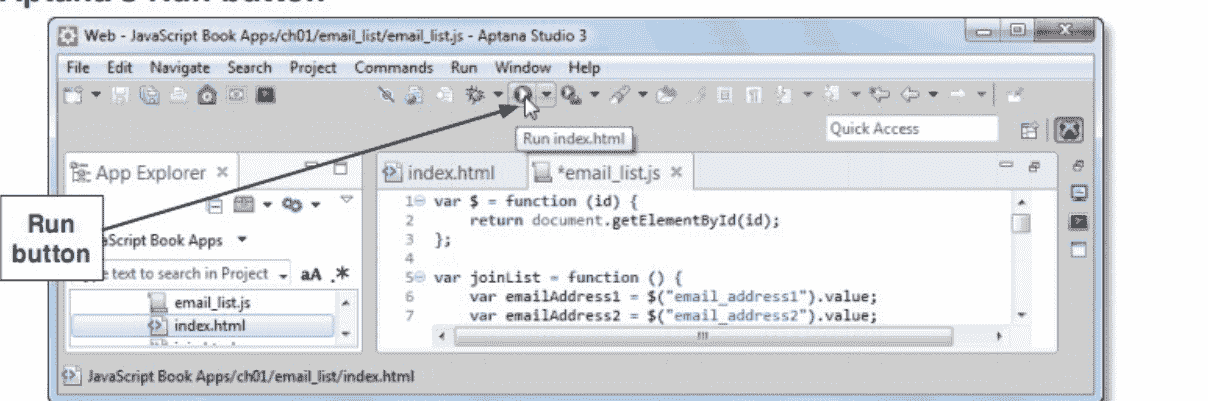 Aptana's Run button
Web - JavaScript Book Apps/ch01/email_list/email_list.js - Aptana Studio 3
File Edit Navigate Search Project Commands Run Window Help
Run index.html
Quick Access
App Explorer
index.html
*email_list.js
Run
button
Script Book Apps
text to search in Project
aA .*
email_list.js
index.html
1 var $ = function (id) {
2 return document.getElementById(id);
3 };
4
5 var joinList = function () {
6 var emailAddress1 = $("email_address1").value;
7 var emailAddress2 = $("email_address2").value;
JavaScript Book Apps/ch01/email_list/index.html